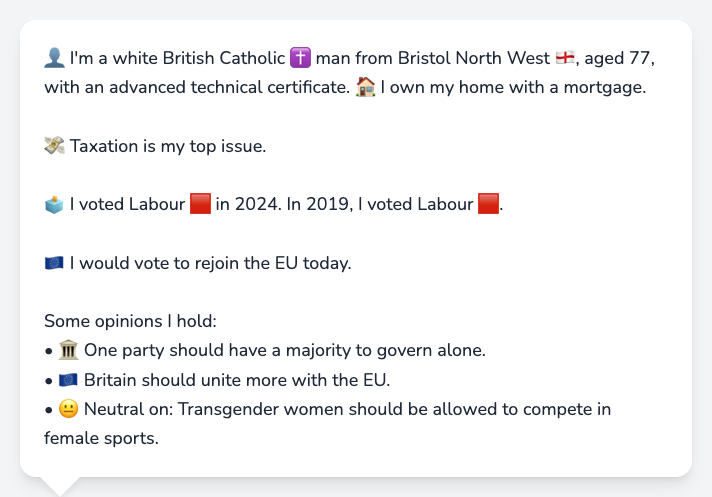 👤 I'm a white British Catholic ✝️ man from Bristol North West 🏴󠁧󠁢󠁥󠁮󠁧󠁿, aged 77,
with an advanced technical certificate. 🏠 I own my home with a mortgage.
💸 Taxation is my top issue.
🗳️ I voted Labour 🟥 in 2024. In 2019, I voted Labour 🟥.
🇪🇺 I would vote to rejoin the EU today.
Some opinions I hold:
• 🏛️ One party should have a majority to govern alone.
• 🇪🇺 Britain should unite more with the EU.
• 😐 Neutral on: Transgender women should be allowed to compete in
female sports.